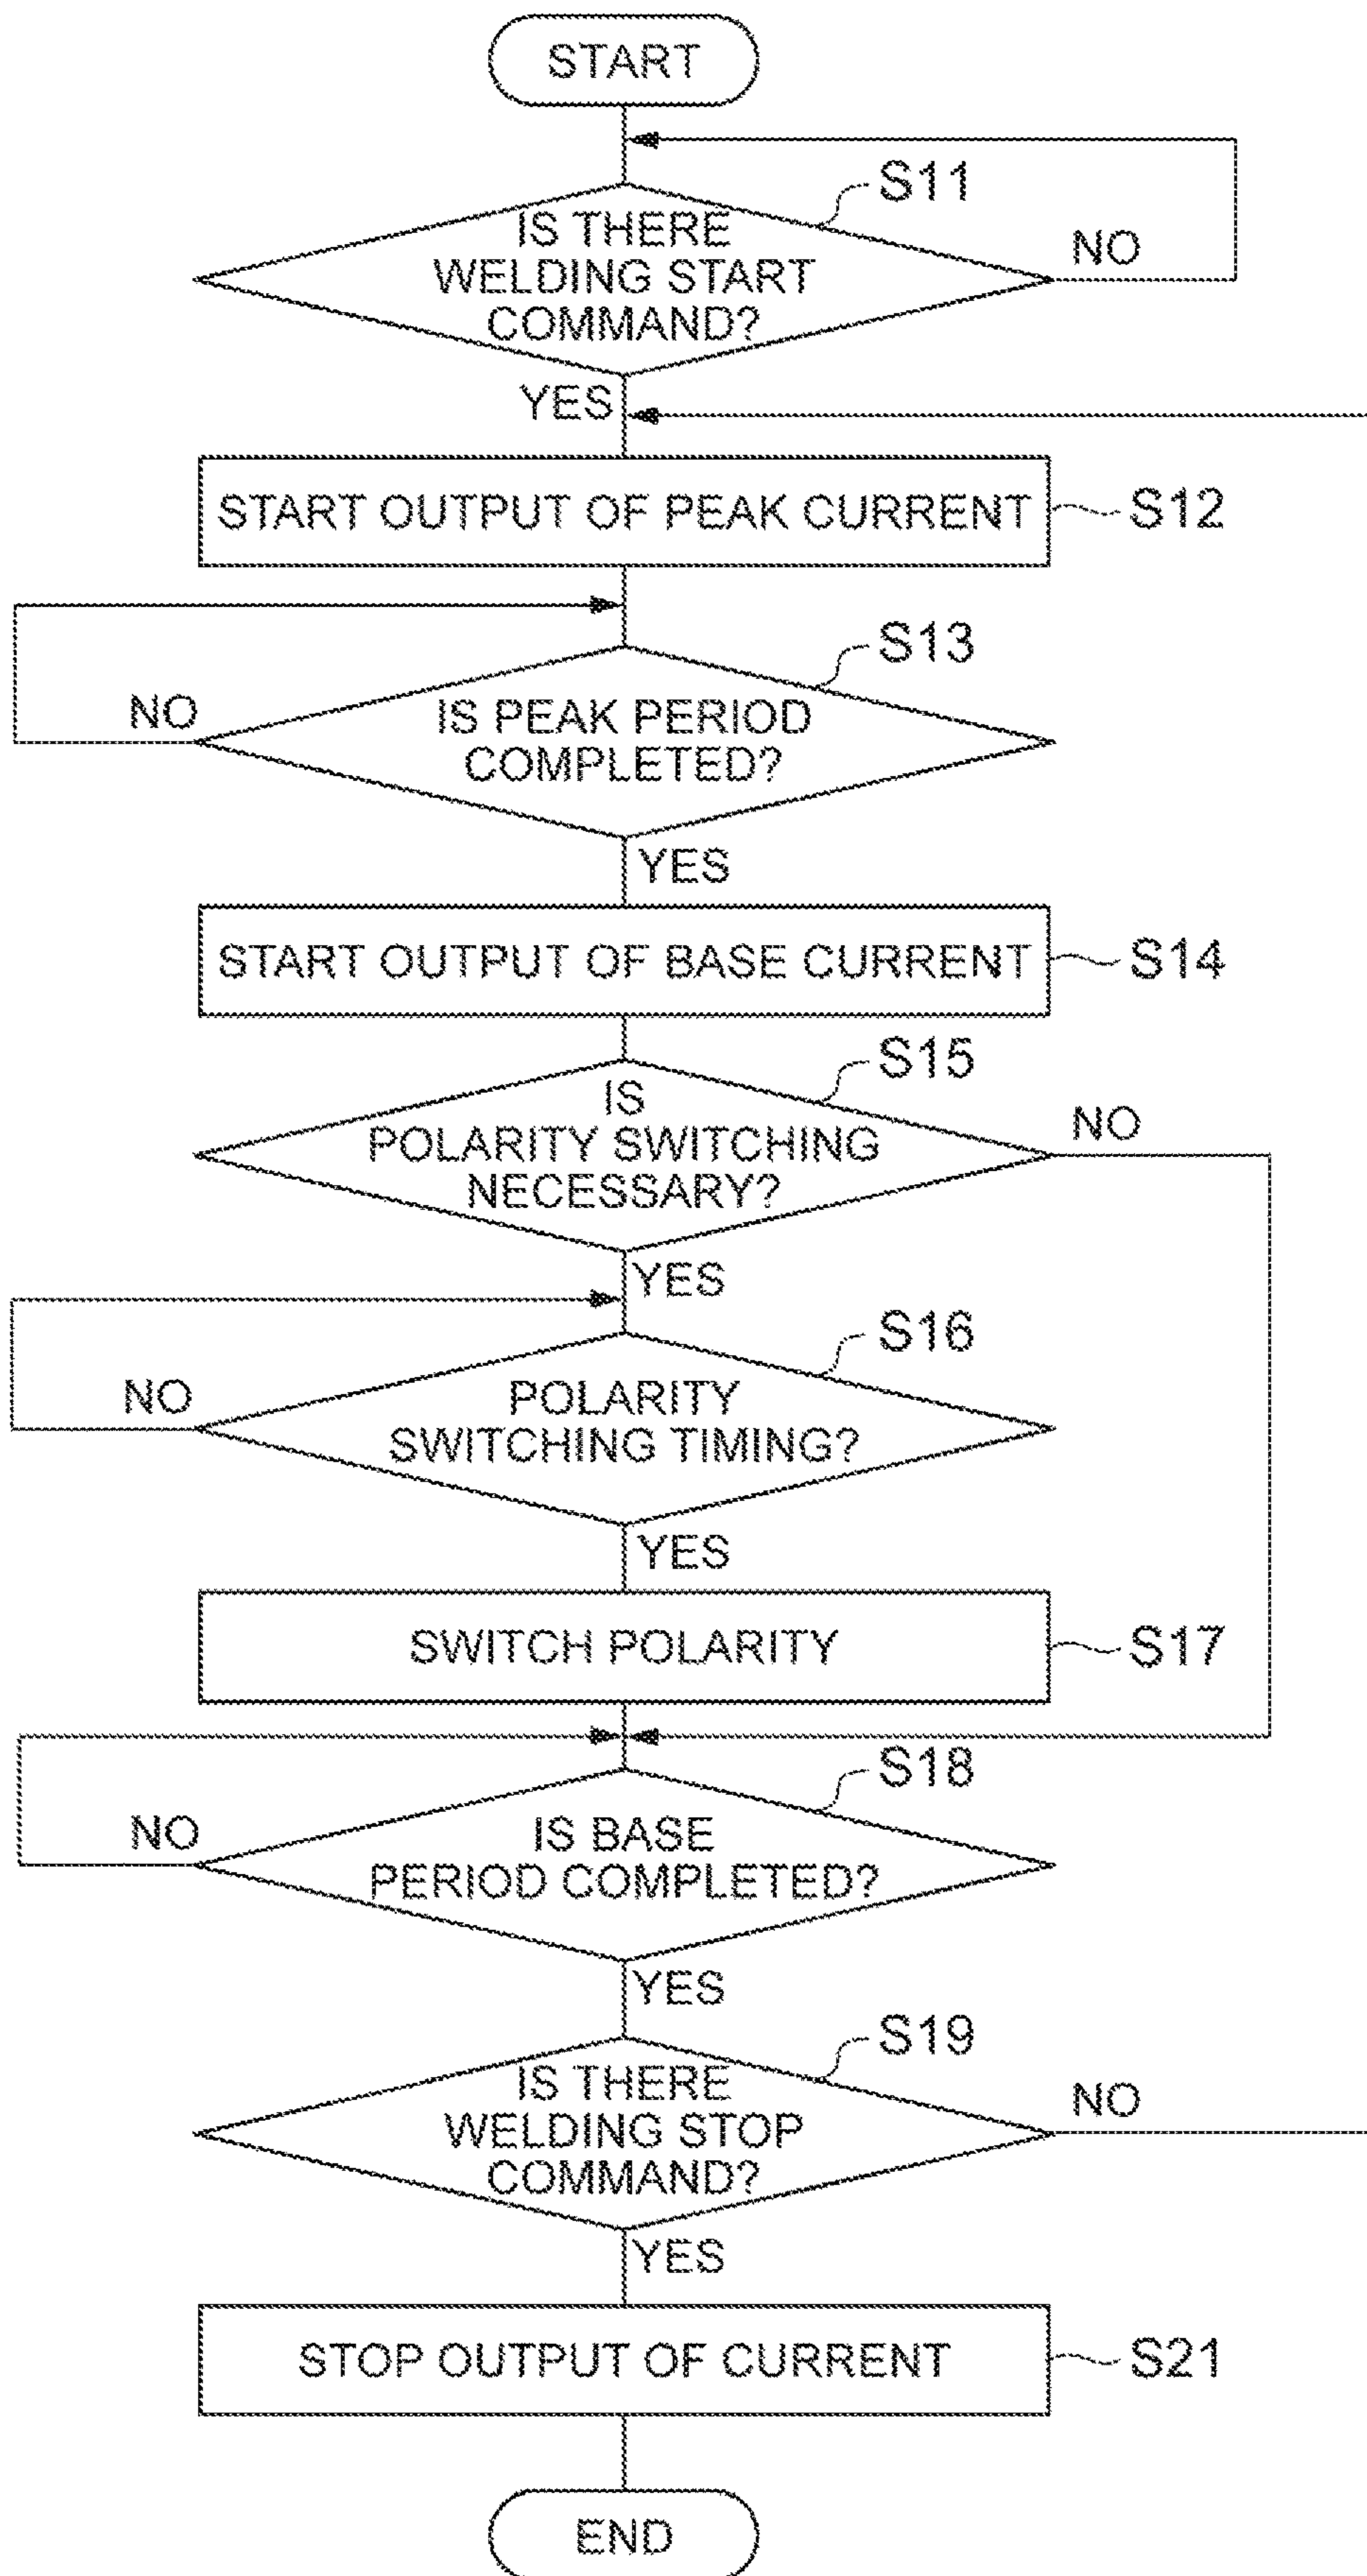 START
S11
IS THERE
WELDING START
COMMAND?
NO
YES
START OUTPUT OF PEAK CURRENT
S12
S13
IS PEAK PERIOD
COMPLETED?
NO
YES
START OUTPUT OF BASE CURRENT
S14
S15
IS
POLARITY SWITCHING
NECESSARY?
NO
YES
S16
POLARITY
SWITCHING TIMING?
NO
YES
SWITCH POLARITY
S17
S18
IS BASE
PERIOD COMPLETED?
NO
YES
S19
IS THERE
WELDING STOP
COMMAND?
NO
YES
STOP OUTPUT OF CURRENT
S21
END